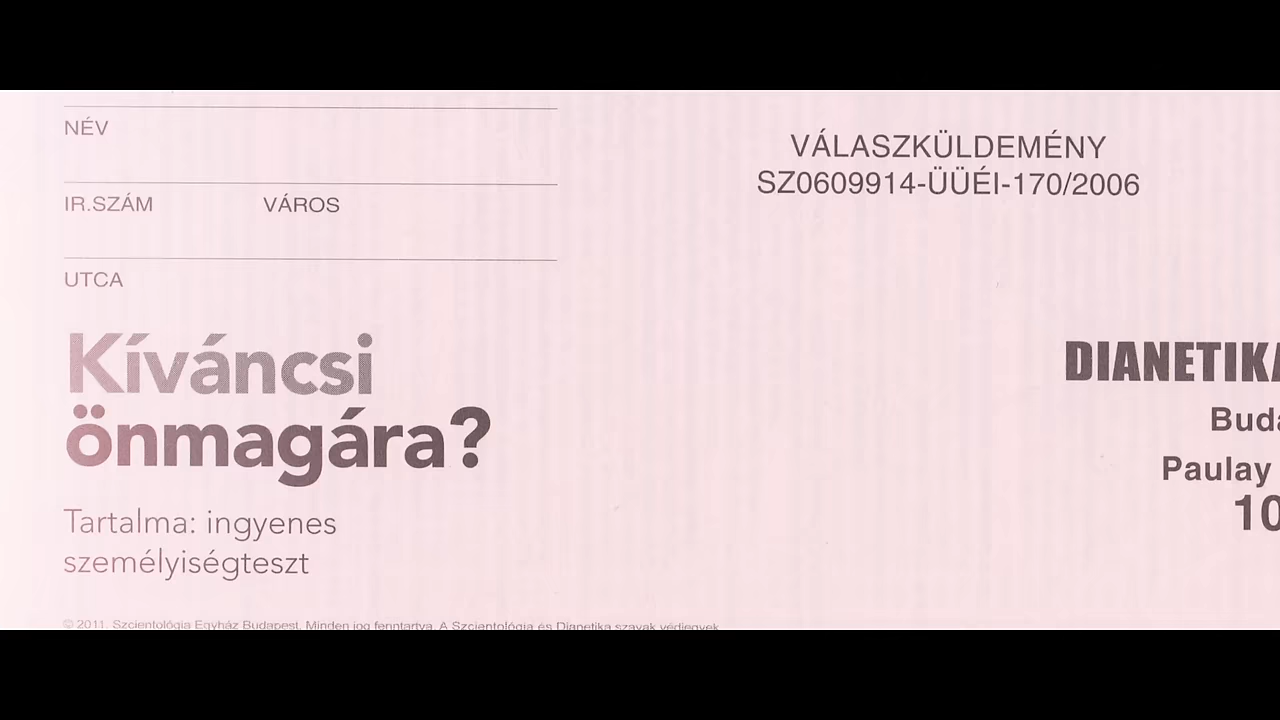 NÉV
IR.SZÁM VÁROS
UTCA
Kíváncsi
önmagára?
Tartalma: ingyenes
személyiségteszt
© 2011. Szcientológia Egyház Budapest. Minden jog fenntartva. A Szcientológia és Dianetika szavak védjegyek
VÁLASZKÜLDEMÉNY
SZ0609914-ÜÜÉI-170/2006
DIANETIKA
Buda
Paulay
10